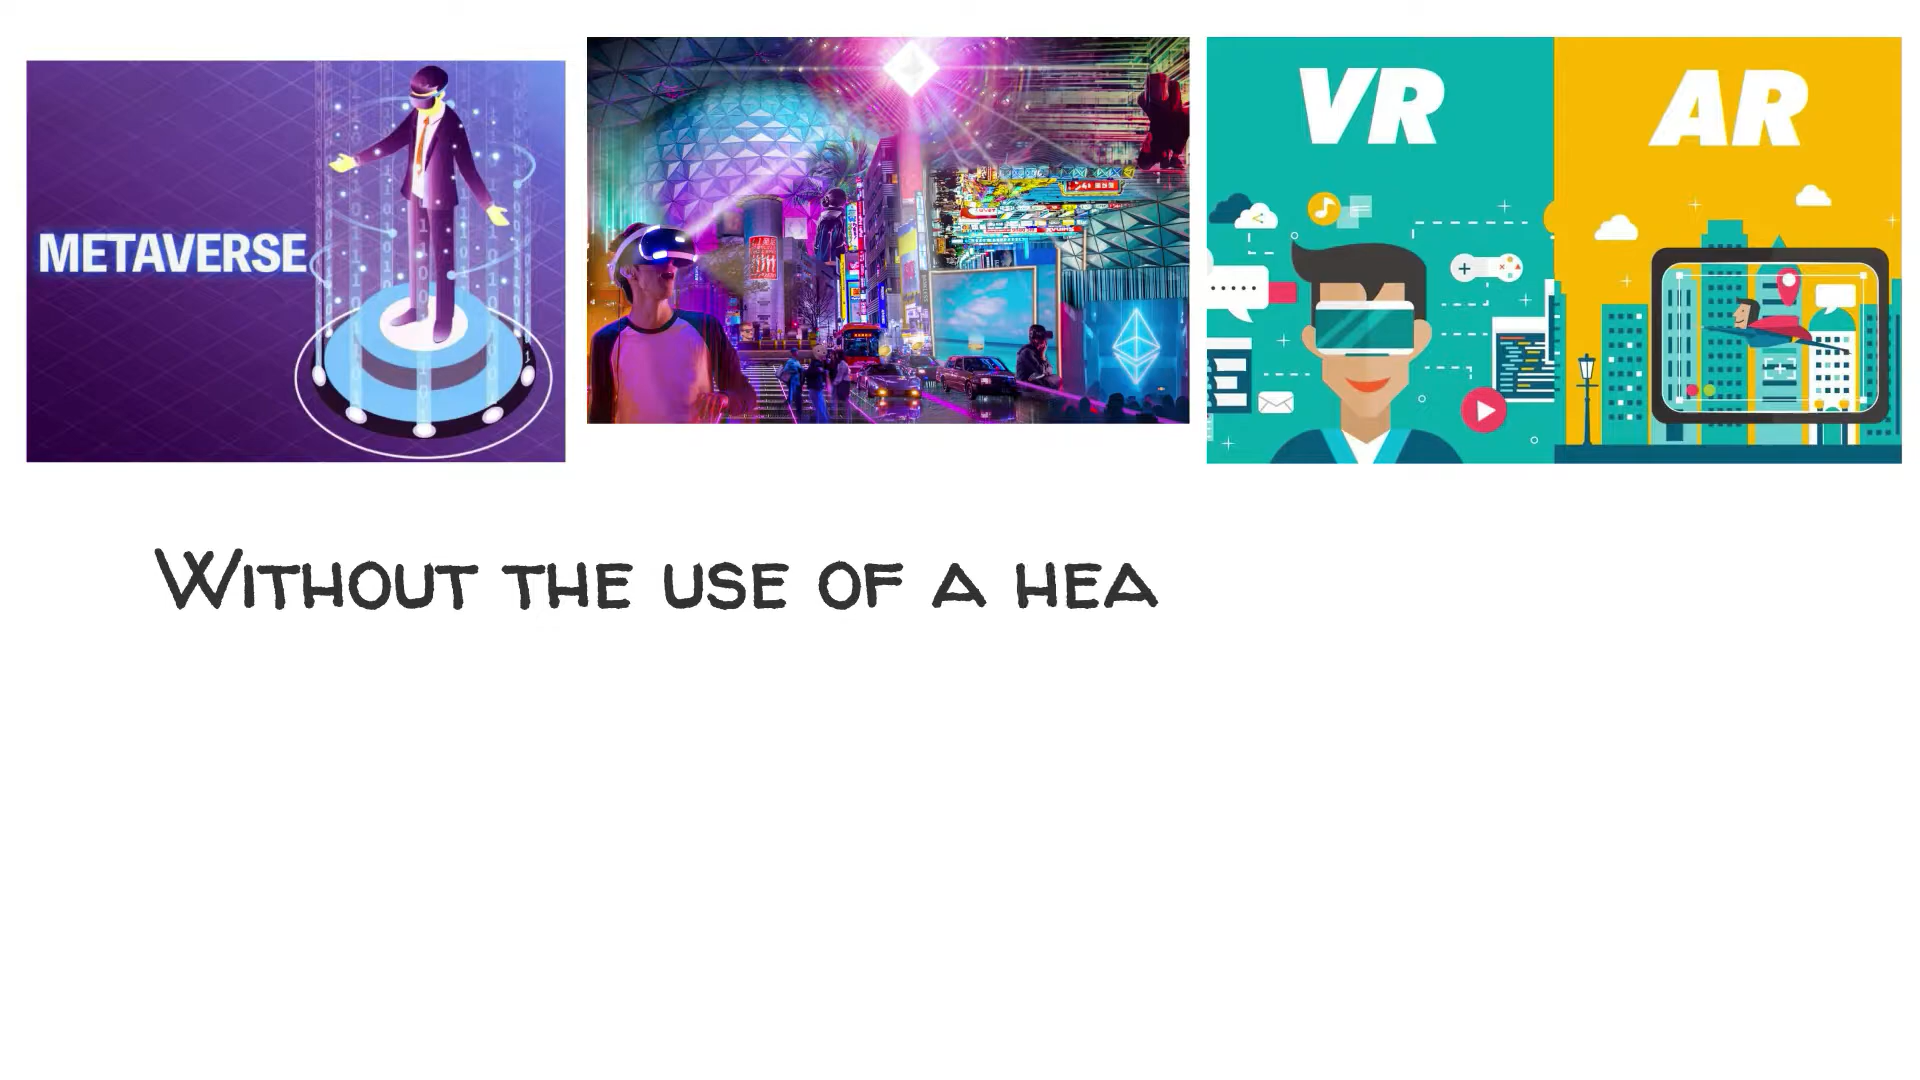 METAVERSE
VR
AR
WITHOUT THE USE OF A HEA